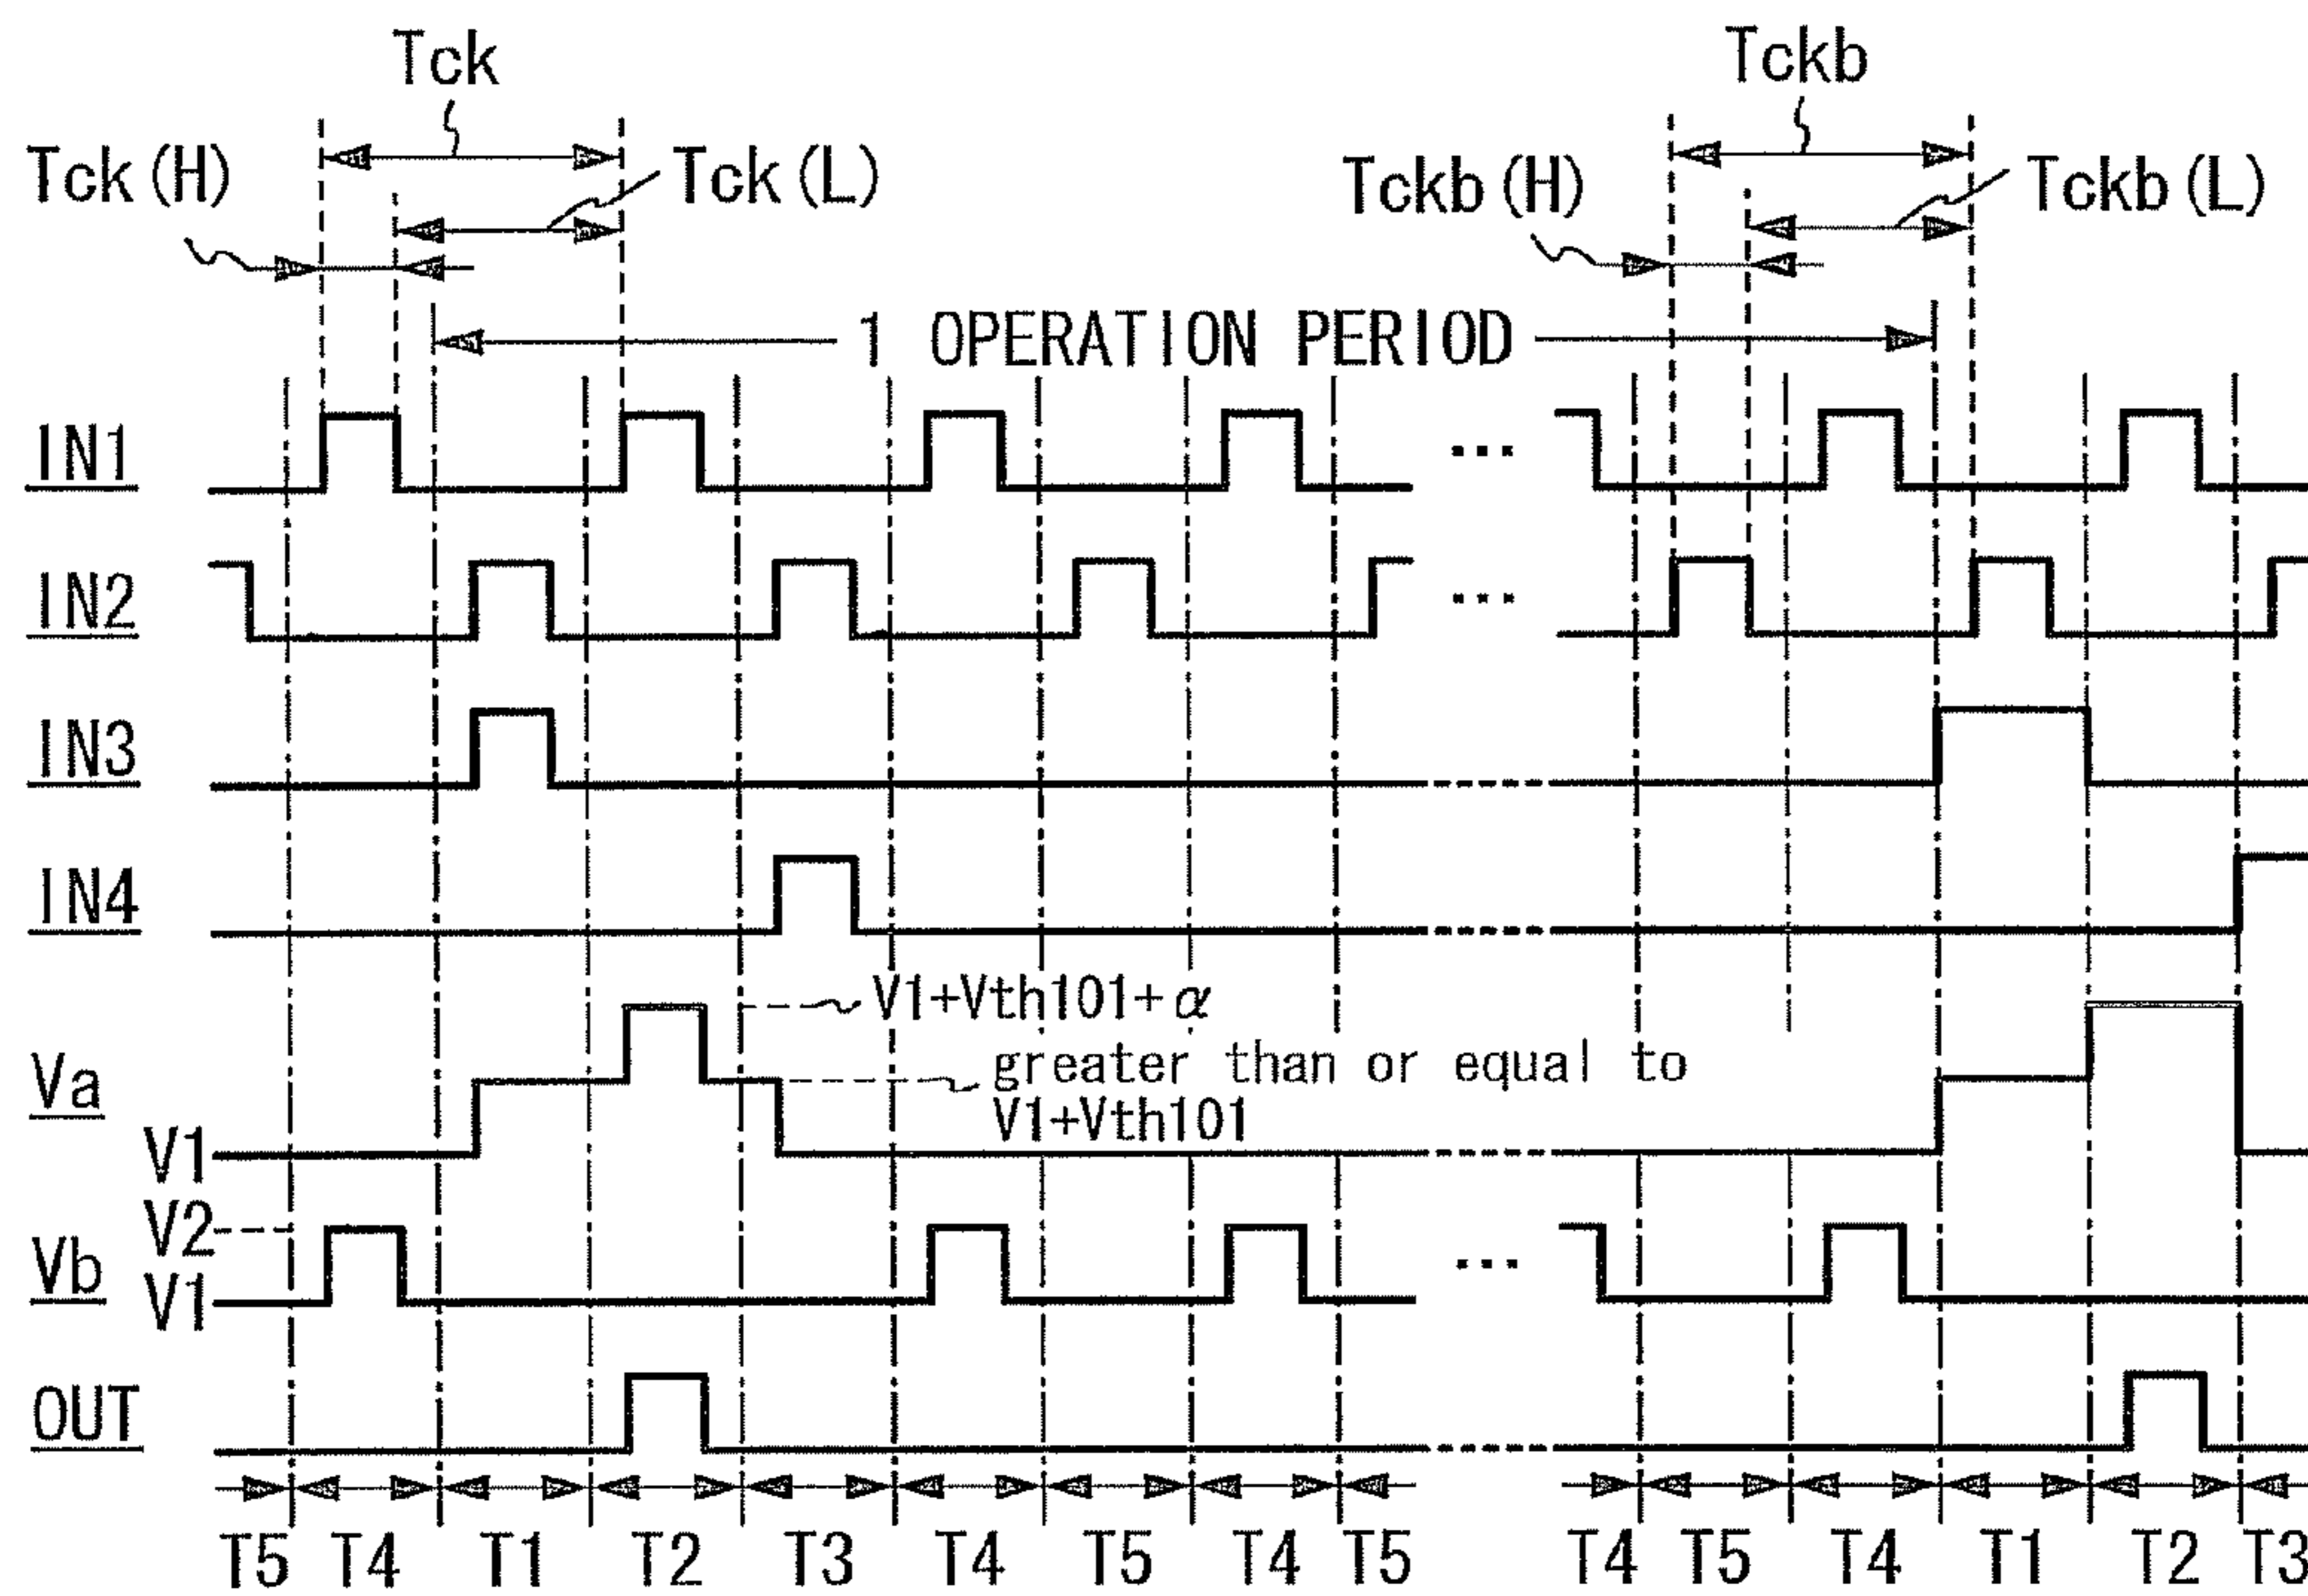 Tck
Tckb
Tck(H)
Tck(L)
Tckb(H)
Tckb(L)
1 OPERATION PERIOD
IN1
...
IN2
...
IN3
IN4
V1+Vth101+α
greater than or equal to
V1+Vth101
Va
V1
V2
Vb
V1
...
OUT
T5 T4 T1 T2 T3 T4 T5 T4 T5 T4 T5 T4 T1 T2 T3